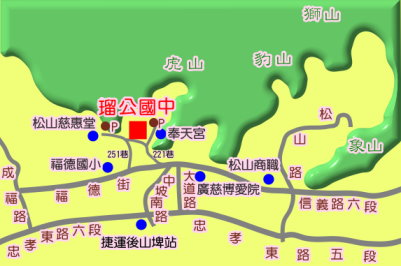 獅山
虎山
豹山
瑠公國中
P
P
松山慈惠堂
奉天宮
松山路
象山
251巷
221巷
福德國小
松山商職
成福路
福德街
中坡南路
大道路
廣慈博愛院
信義路六段
忠孝東路六段
捷運後山埤站
忠孝東路五段